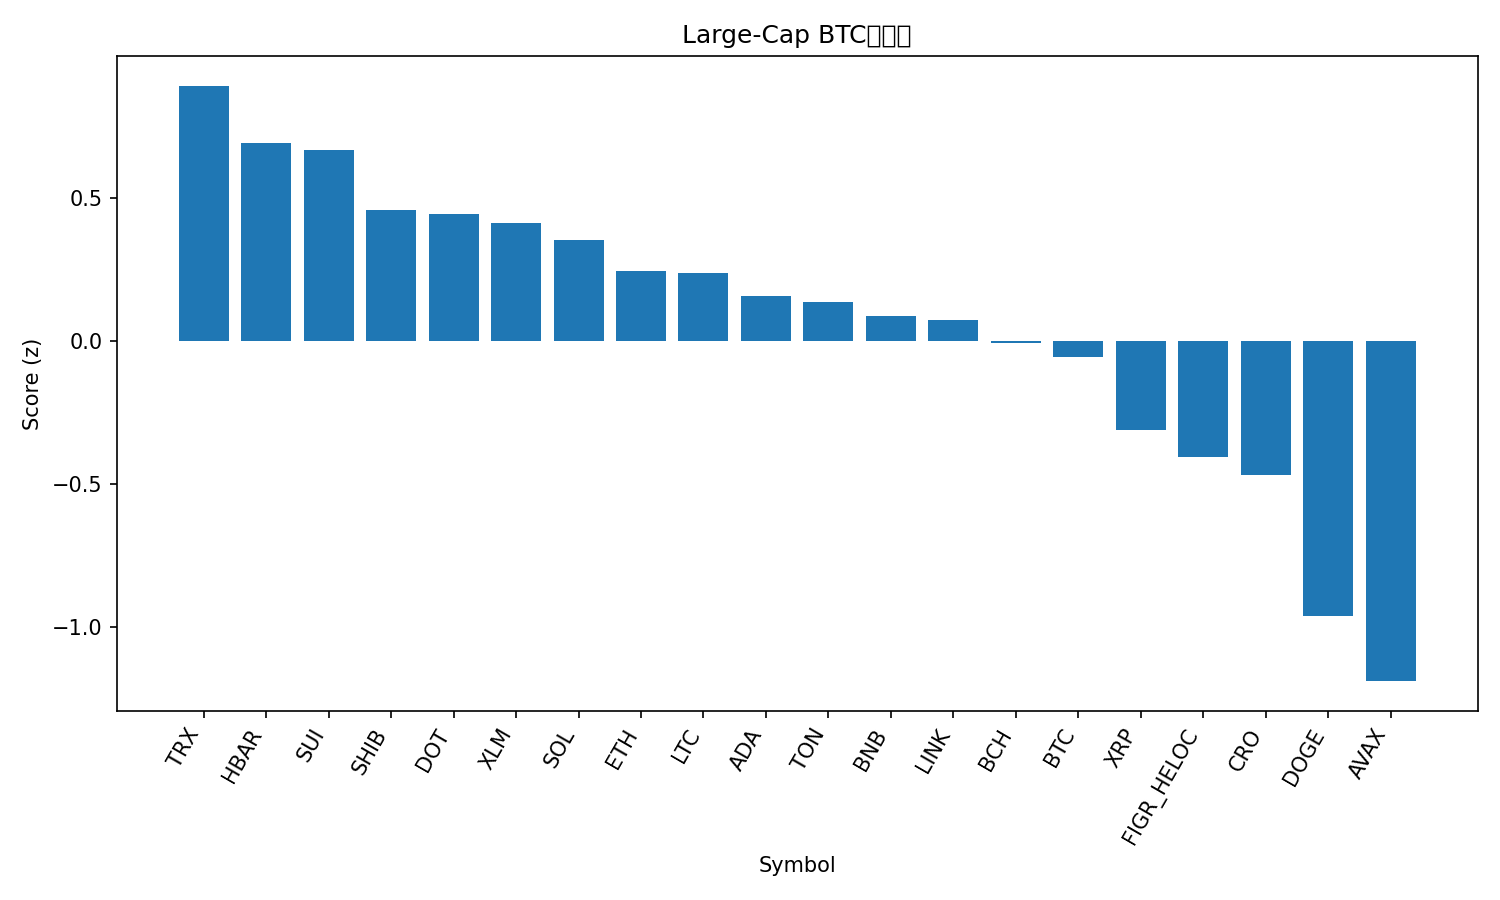 Large-Cap BTC
Score (z)
0.5
0.0
−0.5
−1.0
TRX
HBAR
SUI
SHIB
DOT
XLM
SOL
ETH
LTC
ADA
TON
BNB
LINK
BCH
BTC
XRP
FIGR_HELOC
CRO
DOGE
AVAX
Symbol